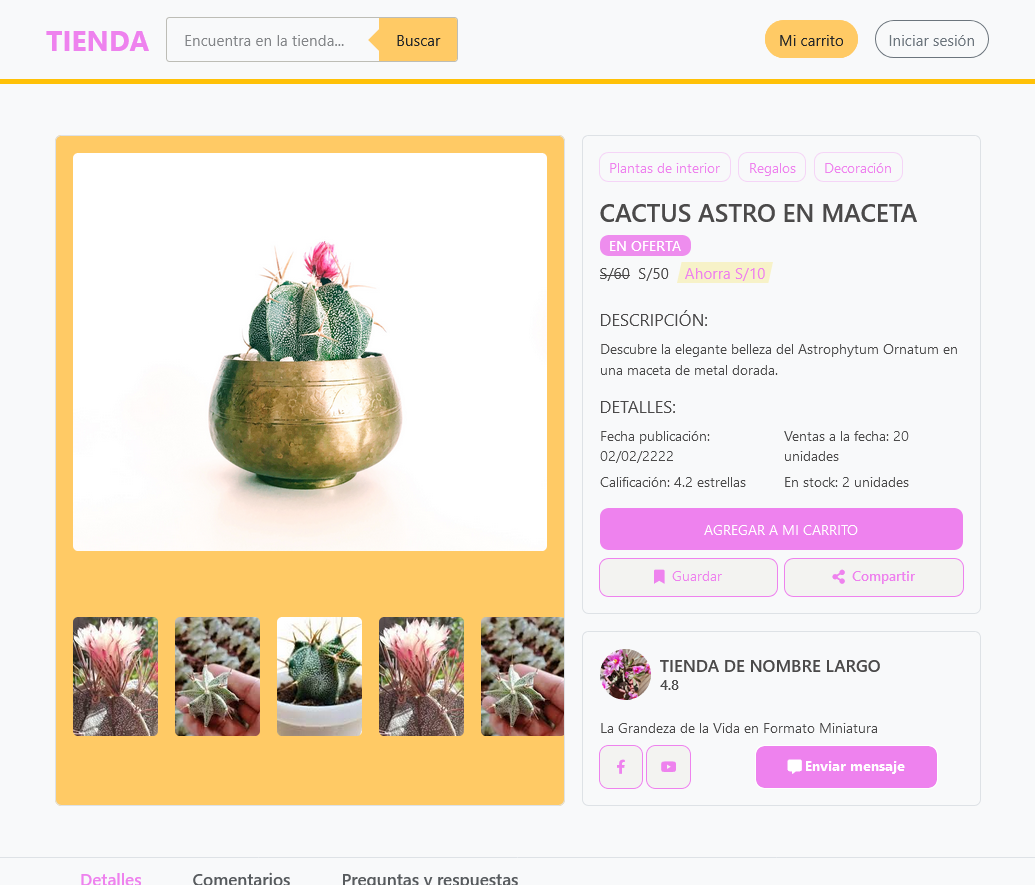 TIENDA
Encuentra en la tienda...
Buscar
Mi carrito
Iniciar sesión
Plantas de interior
Regalos
Decoración
CACTUS ASTRO EN MACETA
EN OFERTA
S/60 S/50 Ahorra S/10
DESCRIPCIÓN:
Descubre la elegante belleza del Astrophytum Ornatum en
una maceta de metal dorada.
DETALLES:
Fecha publicación:
02/02/2222
Ventas a la fecha: 20
unidades
Calificación: 4.2 estrellas
En stock: 2 unidades
AGREGAR A MI CARRITO
Guardar
Compartir
TIENDA DE NOMBRE LARGO
4.8
La Grandeza de la Vida en Formato Miniatura
Enviar mensaje
Detalles
Comentarios
Preguntas y respuestas